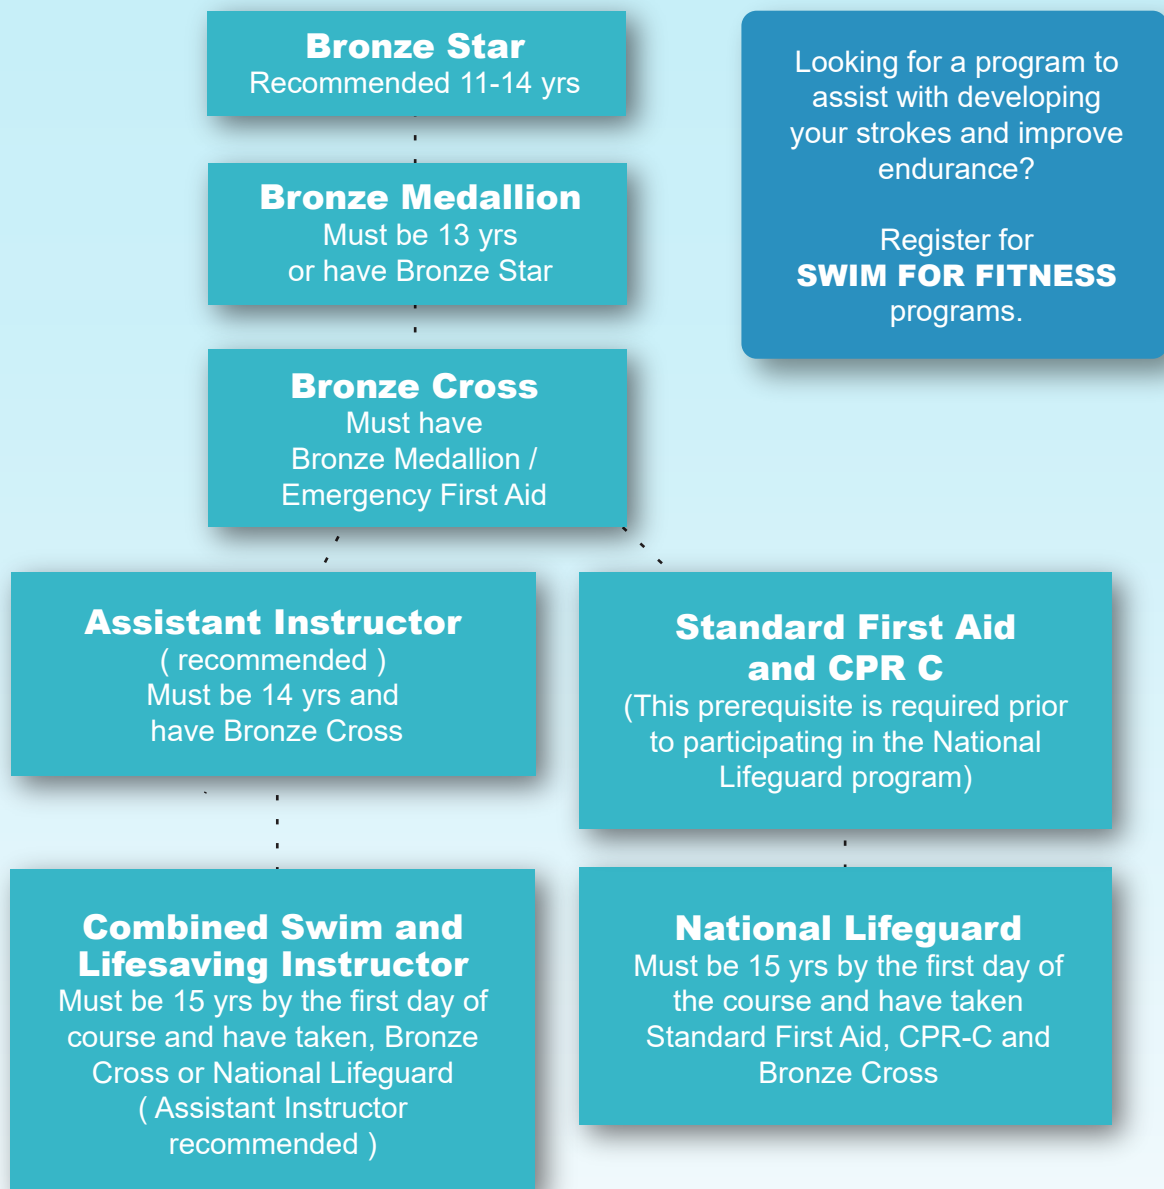 Bronze Star
Recommended 11-14 yrs
Looking for a program to
assist with developing
your strokes and improve
endurance?
Register for
SWIM FOR FITNESS
programs.
Bronze Medallion
Must be 13 yrs
or have Bronze Star
Bronze Cross
Must have
Bronze Medallion /
Emergency First Aid
Assistant Instructor
( recommended )
Must be 14 yrs and
have Bronze Cross
Standard First Aid
and CPR C
(This prerequisite is required prior
to participating in the National
Lifeguard program)
Combined Swim and
Lifesaving Instructor
Must be 15 yrs by the first day of
course and have taken, Bronze
Cross or National Lifeguard
( Assistant Instructor
recommended )
National Lifeguard
Must be 15 yrs by the first day of
the course and have taken
Standard First Aid, CPR-C and
Bronze Cross